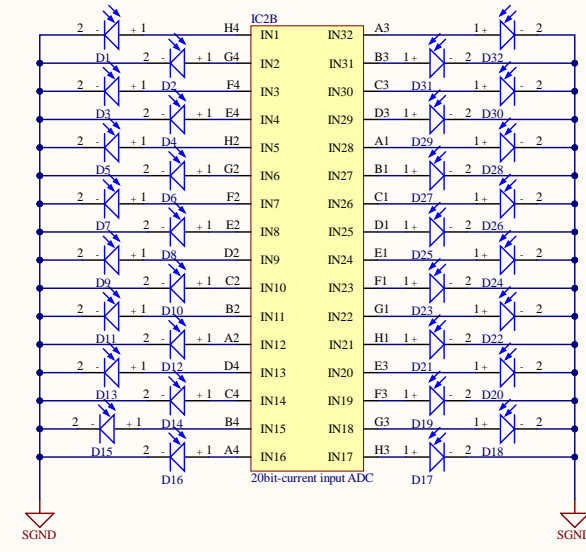 IC2B
2 - + 1 H4 IN1 IN32 A3 1 + - 2
D1 D32
2 - + 1 G4 IN2 IN31 B3 1 + - 2
D2 D31
2 - + 1 F4 IN3 IN30 C3 1 + - 2
D3 D30
2 - + 1 E4 IN4 IN29 D3 1 + - 2
D4 D29
2 - + 1 H2 IN5 IN28 A1 1 + - 2
D5 D28
2 - + 1 G2 IN6 IN27 B1 1 + - 2
D6 D27
2 - + 1 F2 IN7 IN26 C1 1 + - 2
D7 D26
2 - + 1 E2 IN8 IN25 D1 1 + - 2
D8 D25
2 - + 1 D2 IN9 IN24 E1 1 + - 2
D9 D24
2 - + 1 C2 IN10 IN23 F1 1 + - 2
D10 D23
2 - + 1 B2 IN11 IN22 G1 1 + - 2
D11 D22
2 - + 1 A2 IN12 IN21 H1 1 + - 2
D12 D21
2 - + 1 D4 IN13 IN20 E3 1 + - 2
D13 D20
2 - + 1 C4 IN14 IN19 F3 1 + - 2
D14 D19
2 - + 1 B4 IN15 IN18 G3 1 + - 2
D15 D18
2 - + 1 A4 IN16 IN17 H3 1 + - 2
D16 D17
20bit-current input ADC
SGND SGND